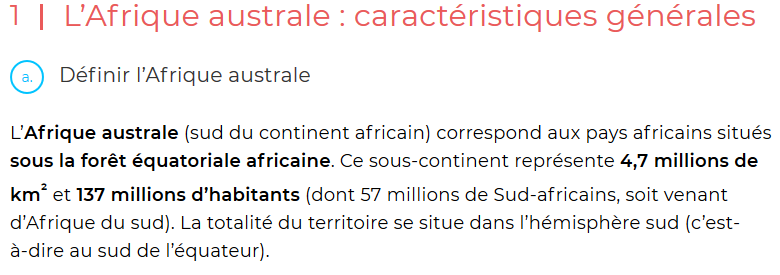 1 | L’Afrique australe : caractéristiques générales
a. Définir l’Afrique australe
L’Afrique australe (sud du continent africain) correspond aux pays africains situés
sous la forêt équatoriale africaine. Ce sous-continent représente 4,7 millions de
km² et 137 millions d’habitants (dont 57 millions de Sud-africains, soit venant
d’Afrique du sud). La totalité du territoire se situe dans l’hémisphère sud (c’est-
à-dire au sud de l’équateur).